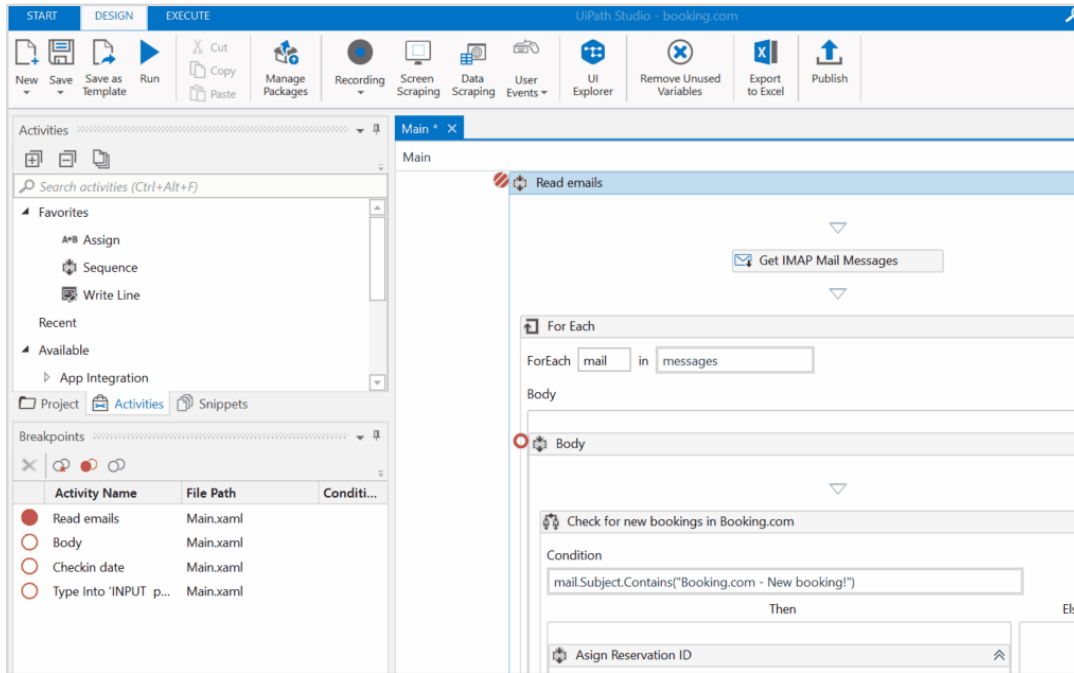 START DESIGN EXECUTE UiPath Studio - booking.com
New Save Save as Template Run Cut Copy Paste Manage Packages Recording Screen Scraping Data Scraping User Events UI Explorer Remove Unused Variables Export to Excel Publish
Activities
Search activities (Ctrl+Alt+F)
Favorites
A+B Assign
Sequence
Write Line
Recent
Available
App Integration
Project Activities Snippets
Breakpoints
Activity Name File Path Conditi...
Read emails Main.xaml
Body Main.xaml
Checkin date Main.xaml
Type Into 'INPUT p... Main.xaml
Main *
Main
Read emails
Get IMAP Mail Messages
For Each
ForEach mail in messages
Body
Body
Check for new bookings in Booking.com
Condition
mail.Subject.Contains("Booking.com - New booking!")
Then Els
Asign Reservation ID